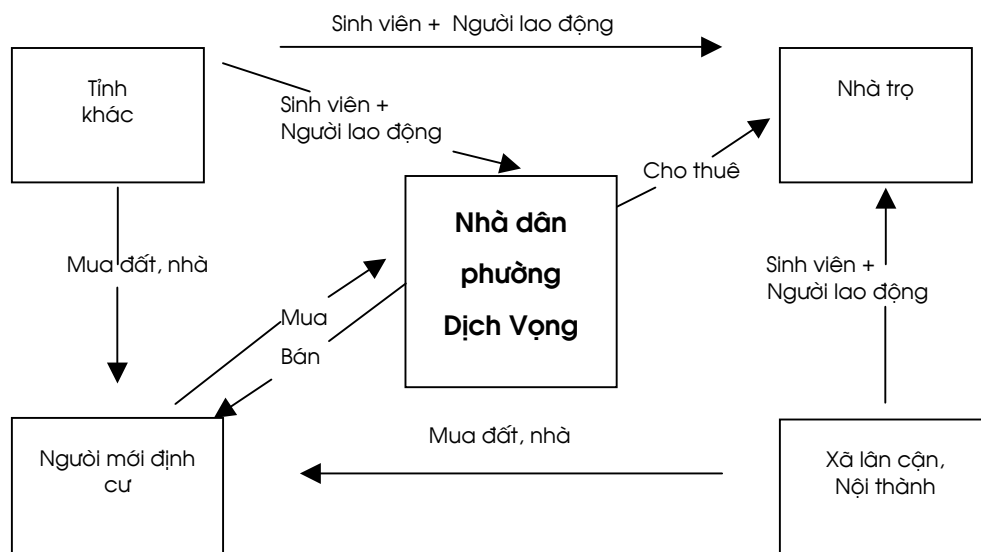 Sinh viên + Người lao động
Tỉnh
khác
Nhà trọ
Sinh viên +
Người lao động
Cho thuê
Nhà dân
phường
Dịch Vọng
Mua đất, nhà
Sinh viên +
Người lao động
Mua
Bán
Mua đất, nhà
Người mới định
cư
Xã lân cận,
Nội thành